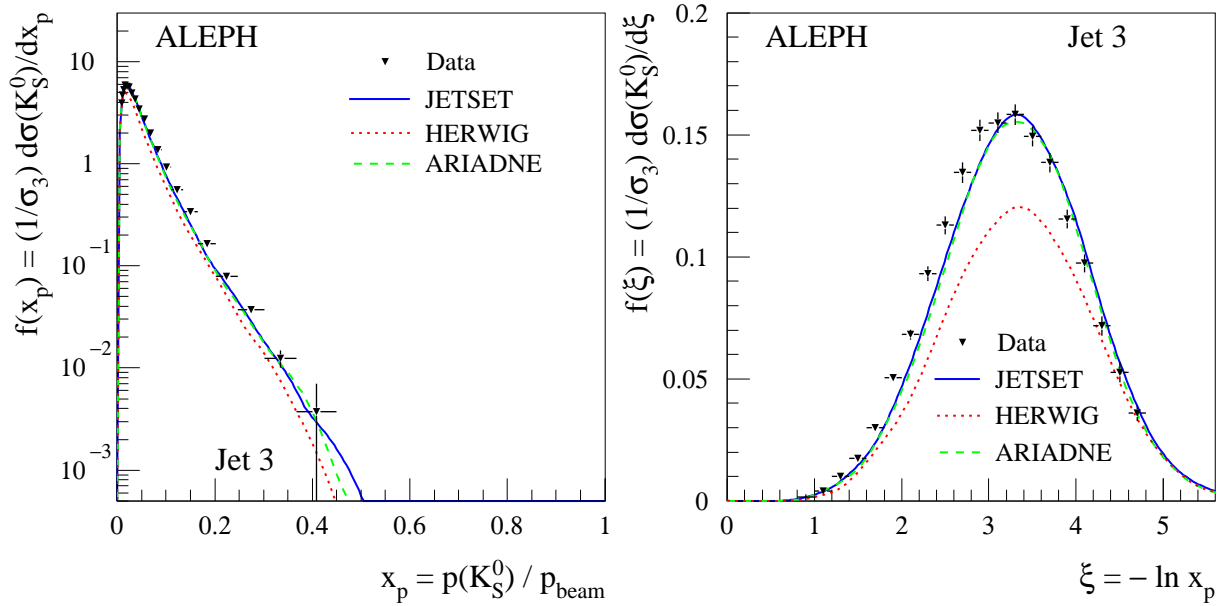 f(x_p) = (1/σ_3) dσ(K_S^0)/dx_p
10
1
10^−1
10^−2
10^−3
ALEPH
Data
JETSET
HERWIG
ARIADNE
Jet 3
0 0.2 0.4 0.6 0.8 1
x_p = p(K_S^0) / p_beam
f(ξ) = (1/σ_3) dσ(K_S^0)/dξ
0.2
0.15
0.1
0.05
0
ALEPH Jet 3
Data
JETSET
HERWIG
ARIADNE
0 1 2 3 4 5
ξ = − ln x_p